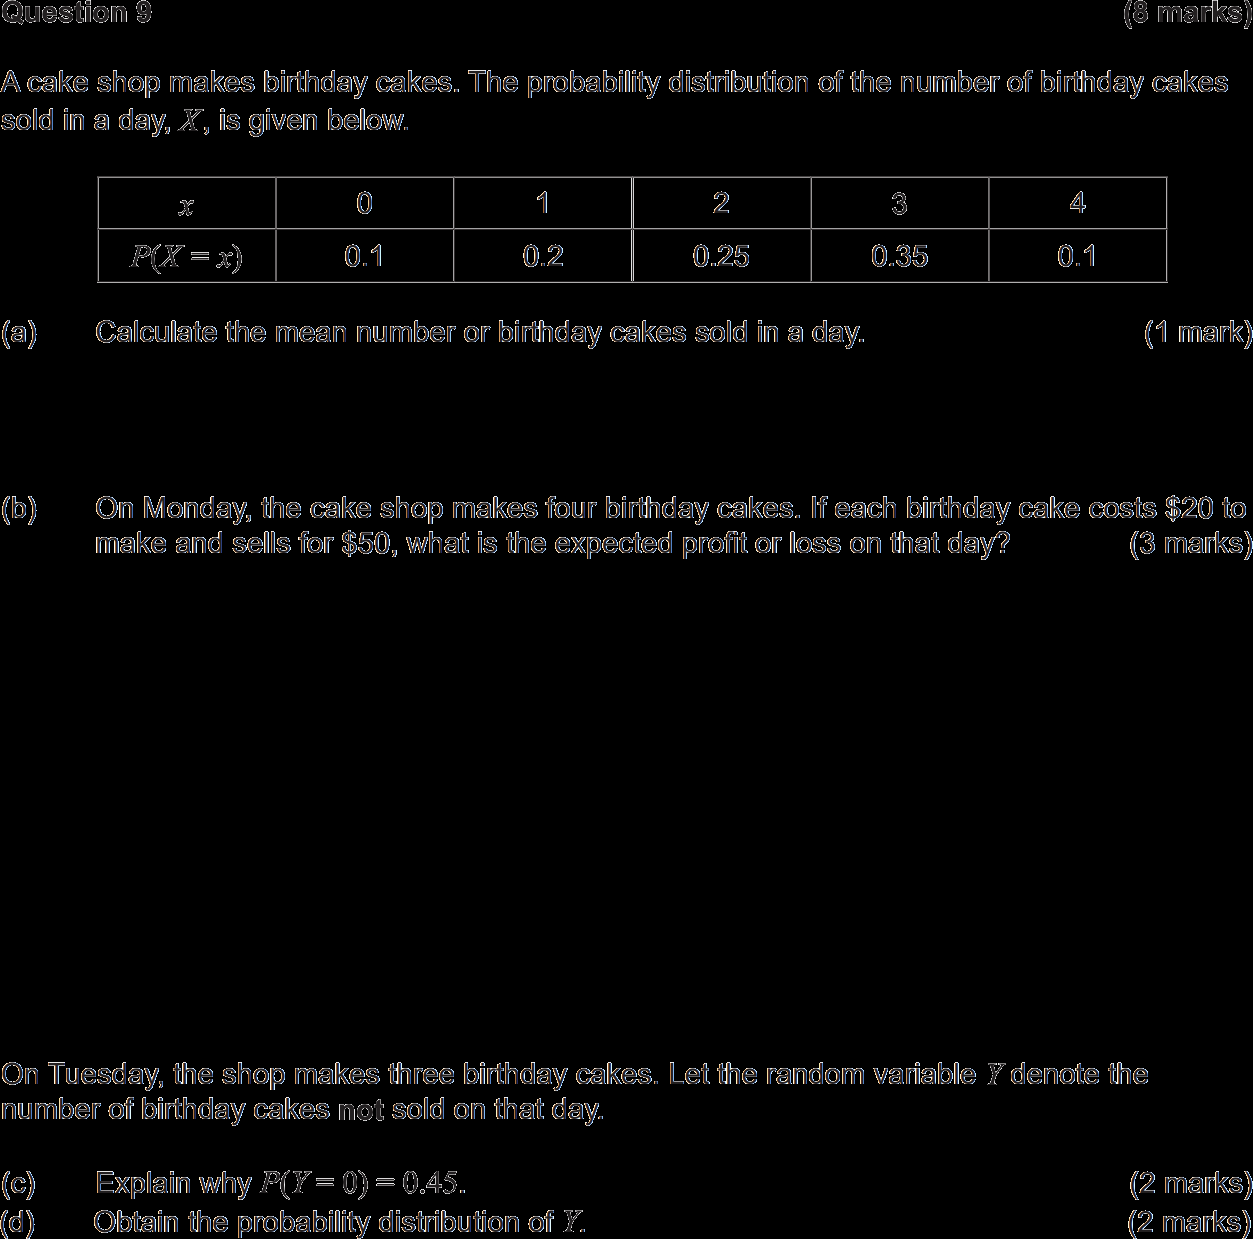 Question 9 (8 marks)
A cake shop makes birthday cakes. The probability distribution of the number of birthday cakes
sold in a day, X, is given below.
x 0 1 2 3 4
P(X = x) 0.1 0.2 0.25 0.35 0.1
(a) Calculate the mean number or birthday cakes sold in a day. (1 mark)
(b) On Monday, the cake shop makes four birthday cakes. If each birthday cake costs $20 to
make and sells for $50, what is the expected profit or loss on that day? (3 marks)
On Tuesday, the shop makes three birthday cakes. Let the random variable Y denote the
number of birthday cakes not sold on that day.
(c) Explain why P(Y = 0) = 0.45. (2 marks)
(d) Obtain the probability distribution of Y. (2 marks)